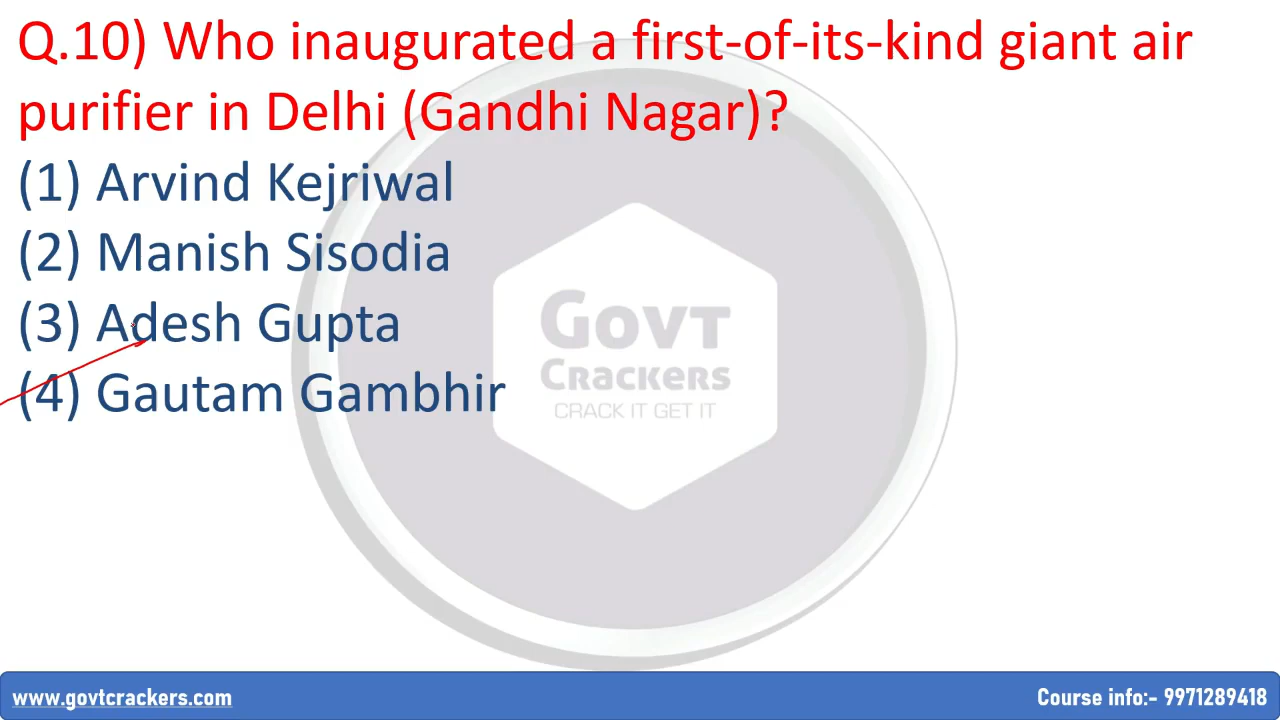 Q.10) Who inaugurated a first-of-its-kind giant air
purifier in Delhi (Gandhi Nagar)?
(1) Arvind Kejriwal
(2) Manish Sisodia
(3) Adesh Gupta
(4) Gautam Gambhir
GOVT
CRACKERS
CRACK IT GET IT
www.govtcrackers.com
Course info:- 9971289418